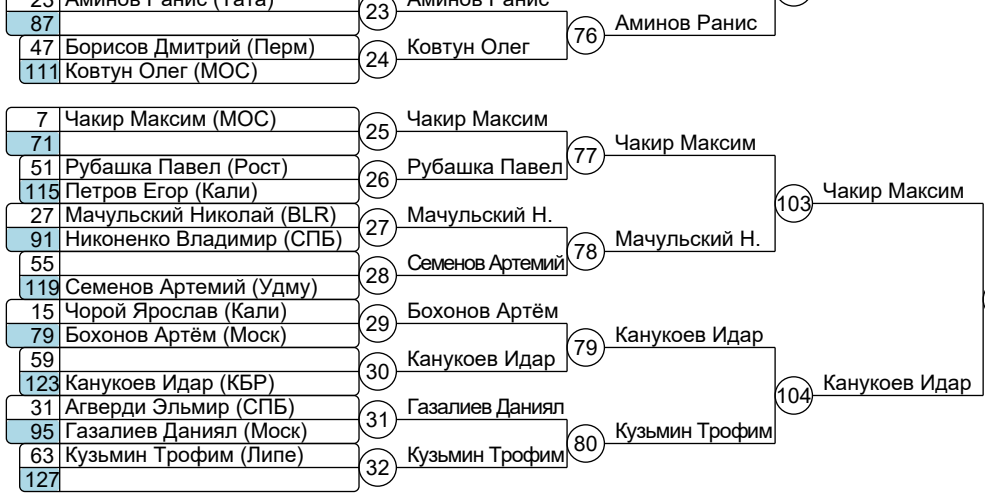 23 Аминов Ранис (Тата)
87
23
Аминов Ранис
47 Борисов Дмитрий (Перм)
111 Ковтун Олег (МОС)
24
Ковтун Олег
76
Аминов Ранис
7 Чакир Максим (МОС)
71
25
Чакир Максим
51 Рубашка Павел (Рост)
115 Петров Егор (Кали)
26
Рубашка Павел
77
Чакир Максим
27 Мачульский Николай (BLR)
91 Никоненко Владимир (СПБ)
27
Мачульский Н.
55
119 Семенов Артемий (Удму)
28
Семенов Артемий
78
Мачульский Н.
103
Чакир Максим
15 Чорой Ярослав (Кали)
79 Бохонов Артём (Моск)
29
Бохонов Артём
59
123 Канукоев Идар (КБР)
30
Канукоев Идар
79
Канукоев Идар
31 Агверди Эльмир (СПБ)
95 Газалиев Даниял (Моск)
31
Газалиев Даниял
63 Кузьмин Трофим (Липе)
127
32
Кузьмин Трофим
80
Кузьмин Трофим
104
Канукоев Идар